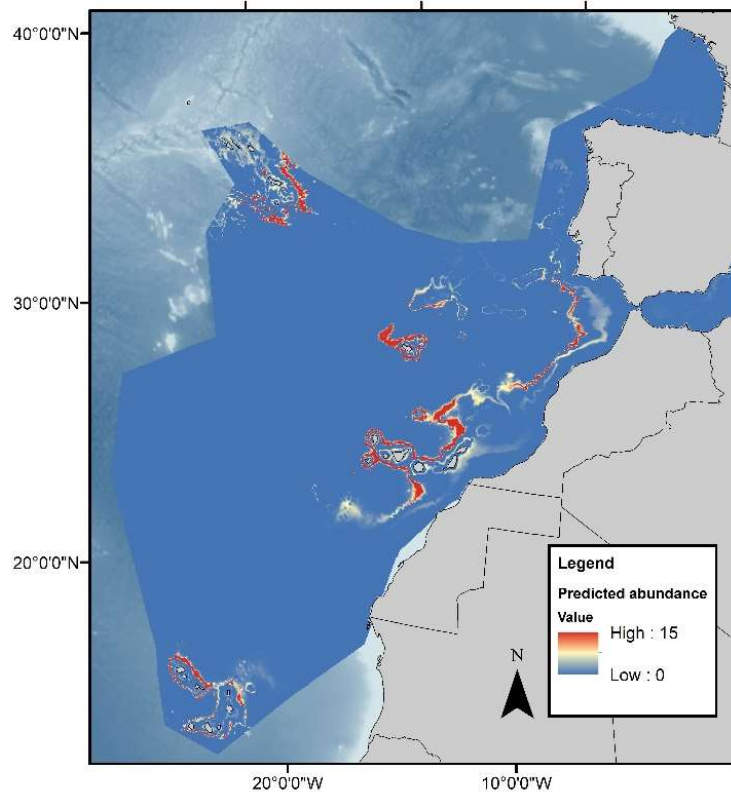 40°0'0"N
30°0'0"N
20°0'0"N
Legend
Predicted abundance
Value
High : 15
Low : 0
N
20°0'0"W
10°0'0"W